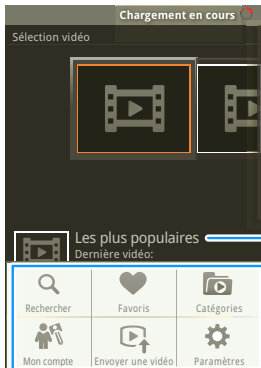 Chargement en cours
Sélection vidéo
Les plus populaires
Dernière vidéo:
Rechercher
Favoris
Catégories
Mon compte
Envoyer une vidéo
Paramètres